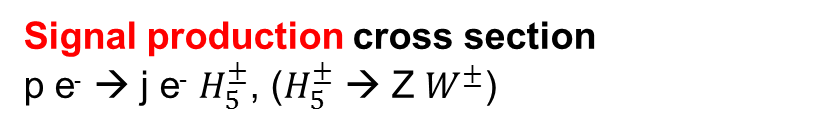 Signal production cross section
p e⁻ → j e⁻ H₅±, (H₅± → Z W±)